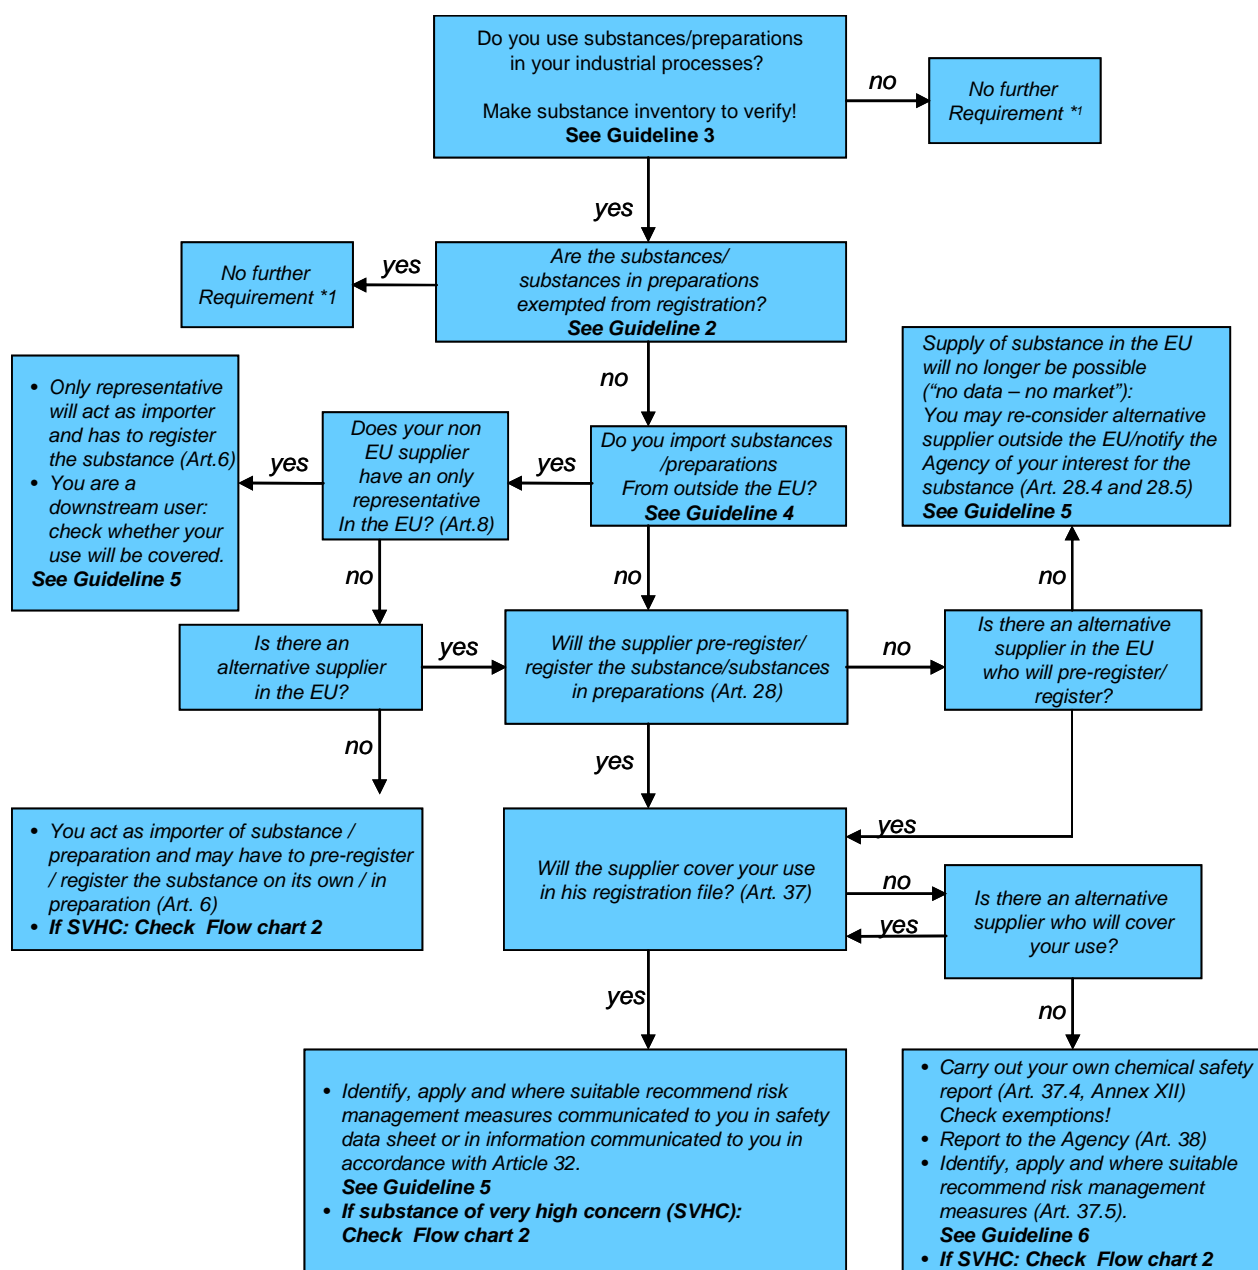 Do you use substances/preparations
in your industrial processes?
Make substance inventory to verify!
See Guideline 3
no
No further
Requirement *1
yes
No further
Requirement *1
yes
Are the substances/
substances in preparations
exempted from registration?
See Guideline 2
no
• Only representative
will act as importer
and has to register
the substance (Art.6)
• You are a
downstream user:
check whether your
use will be covered.
See Guideline 5
yes
Does your non
EU supplier
have an only
representative
In the EU? (Art.8)
yes
Do you import substances
/preparations
From outside the EU?
See Guideline 4
Supply of substance in the EU
will no longer be possible
(“no data – no market”):
You may re-consider alternative
supplier outside the EU/notify the
Agency of your interest for the
substance (Art. 28.4 and 28.5)
See Guideline 5
no
no
no
Is there an
alternative supplier
in the EU?
yes
Will the supplier pre-register/
register the substance/substances
in preparations (Art. 28)
no
Is there an alternative
supplier in the EU
who will pre-register/
register?
no
yes
yes
• You act as importer of substance /
preparation and may have to pre-register
/ register the substance on its own / in
preparation (Art. 6)
• If SVHC: Check Flow chart 2
Will the supplier cover your use
in his registration file? (Art. 37)
no
yes
Is there an alternative
supplier who will cover
your use?
yes
no
• Identify, apply and where suitable recommend risk
management measures communicated to you in safety
data sheet or in information communicated to you in
accordance with Article 32.
See Guideline 5
• If substance of very high concern (SVHC):
Check Flow chart 2
• Carry out your own chemical safety
report (Art. 37.4, Annex XII)
Check exemptions!
• Report to the Agency (Art. 38)
• Identify, apply and where suitable
recommend risk management
measures (Art. 37.5).
See Guideline 6
• If SVHC: Check Flow chart 2